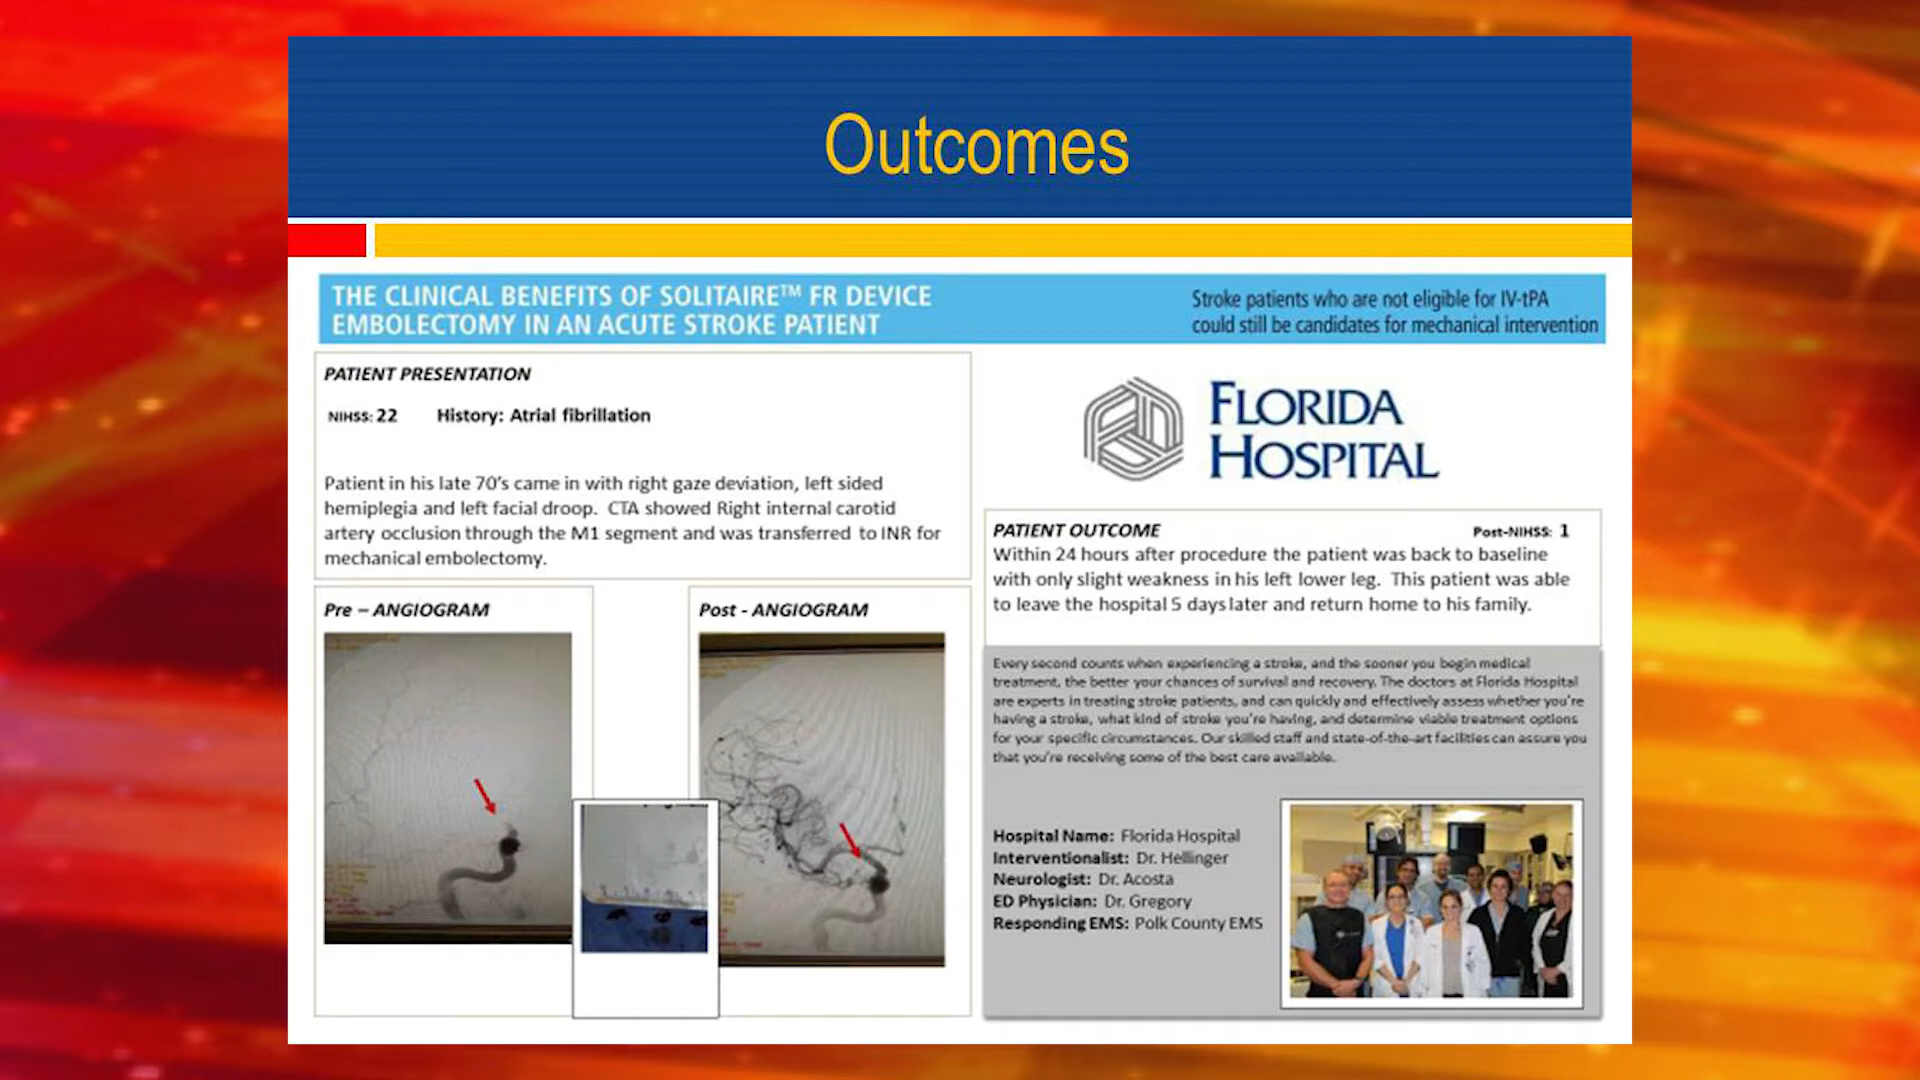 Outcomes
THE CLINICAL BENEFITS OF SOLITAIRE™ FR DEVICE
EMBOLECTOMY IN AN ACUTE STROKE PATIENT
Stroke patients who are not eligible for IV-tPA
could still be candidates for mechanical intervention
PATIENT PRESENTATION
NIHSS: 22 History: Atrial fibrillation
Patient in his late 70's came in with right gaze deviation, left sided
hemiplegia and left facial droop. CTA showed Right internal carotid
artery occlusion through the M1 segment and was transferred to INR for
mechanical embolectomy.
Pre – ANGIOGRAM
Post - ANGIOGRAM
FLORIDA
HOSPITAL
PATIENT OUTCOME Post-NIHSS: 1
Within 24 hours after procedure the patient was back to baseline
with only slight weakness in his left lower leg. This patient was able
to leave the hospital 5 days later and return home to his family.
Every second counts when experiencing a stroke, and the sooner you begin medical
treatment, the better your chances of survival and recovery. The doctors at Florida Hospital
are experts in treating stroke patients, and can quickly and effectively assess whether you're
having a stroke, what kind of stroke you're having, and determine viable treatment options
for your specific circumstances. Our skilled staff and state-of-the-art facilities can assure you
that you're receiving some of the best care available.
Hospital Name: Florida Hospital
Interventionalist: Dr. Hellinger
Neurologist: Dr. Acosta
ED Physician: Dr. Gregory
Responding EMS: Polk County EMS